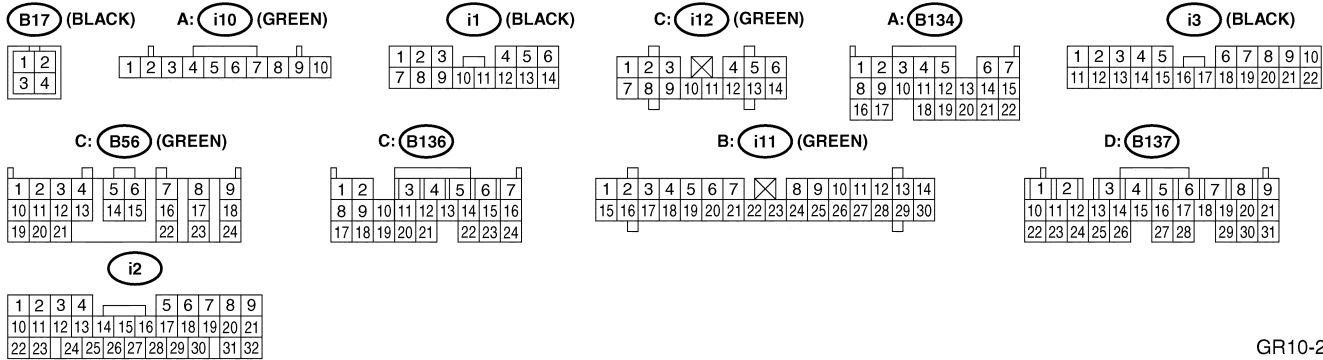 B17 (BLACK) A: i10 (GREEN) i1 (BLACK) C: i12 (GREEN) A: B134 i3 (BLACK)
1 2
3 4
1 2 3 4 5 6 7 8 9 10
1 2 3 4 5 6
7 8 9 10 11 12 13 14
1 2 3 4 5 6
7 8 9 10 11 12 13 14
1 2 3 4 5 6 7
8 9 10 11 12 13 14 15
16 17 18 19 20 21 22
1 2 3 4 5 6 7 8 9 10
11 12 13 14 15 16 17 18 19 20 21 22
C: B56 (GREEN) C: B136 B: i11 (GREEN) D: B137
1 2 3 4 5 6 7 8 9
10 11 12 13 14 15 16 17 18
19 20 21 22 23 24
1 2 3 4 5 6 7
8 9 10 11 12 13 14 15 16
17 18 19 20 21 22 23 24
1 2 3 4 5 6 7 8 9 10 11 12 13 14
15 16 17 18 19 20 21 22 23 24 25 26 27 28 29 30
1 2 3 4 5 6 7 8 9
10 11 12 13 14 15 16 17 18 19 20 21
22 23 24 25 26 27 28 29 30 31
i2
1 2 3 4 5 6 7 8 9
10 11 12 13 14 15 16 17 18 19 20 21
22 23 24 25 26 27 28 29 30 31 32
GR10-2